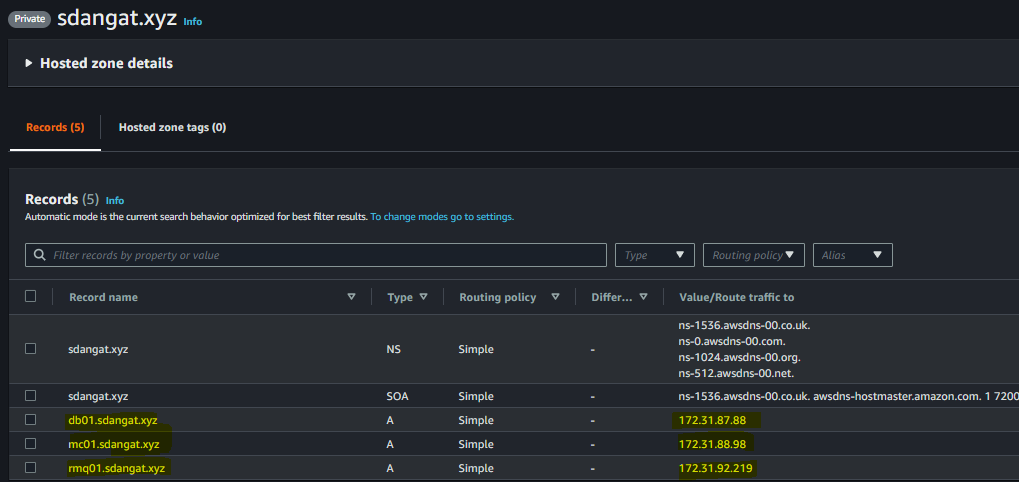 Private sdangat.xyz Info
Hosted zone details
Records (5) Hosted zone tags (0)
Records (5) Info
Automatic mode is the current search behavior optimized for best filter results. To change modes go to settings.
Filter records by property or value Type Routing policy Alias
Record name Type Routing policy Differ... Value/Route traffic to
ns-1536.awsdns-00.co.uk.
ns-0.awsdns-00.com.
sdangat.xyz NS Simple -
ns-1024.awsdns-00.org.
ns-512.awsdns-00.net.
sdangat.xyz SOA Simple - ns-1536.awsdns-00.co.uk. awsdns-hostmaster.amazon.com. 1 7200
db01.sdangat.xyz A Simple - 172.31.87.88
mc01.sdangat.xyz A Simple - 172.31.88.98
rmq01.sdangat.xyz A Simple - 172.31.92.219